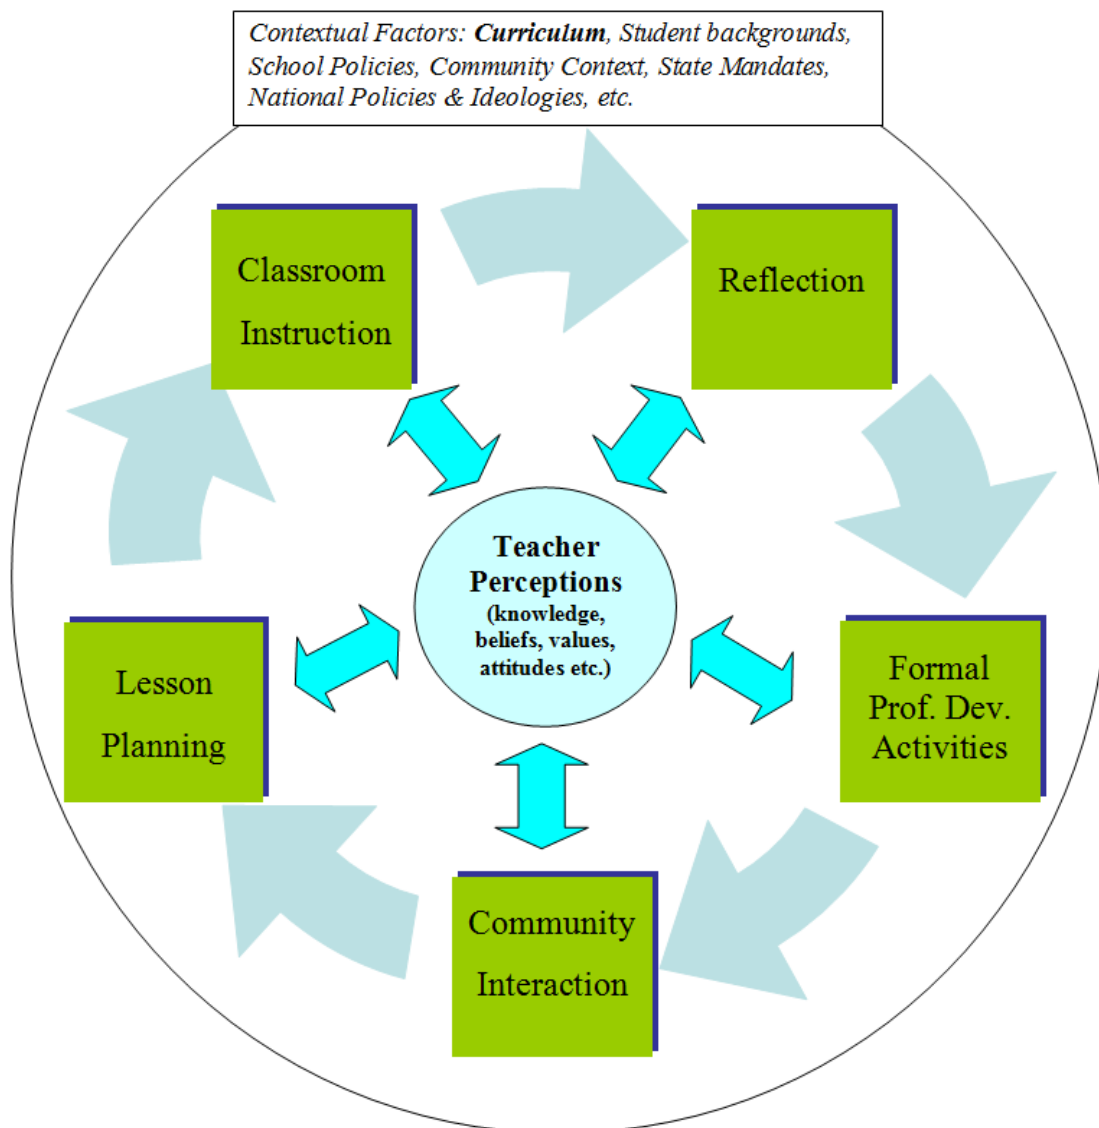 Contextual Factors: Curriculum, Student backgrounds,
School Policies, Community Context, State Mandates,
National Policies & Ideologies, etc.
Classroom
Instruction
Reflection
Teacher
Perceptions
(knowledge,
beliefs, values,
attitudes etc.)
Lesson
Planning
Formal
Prof. Dev.
Activities
Community
Interaction